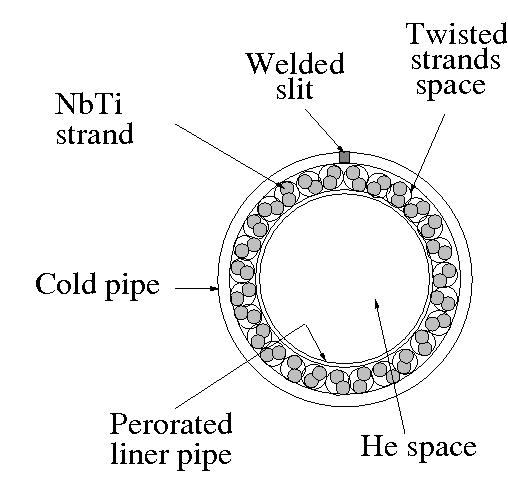 Twisted
strands
space
Welded
slit
NbTi
strand
Cold pipe
Perorated
liner pipe
He space